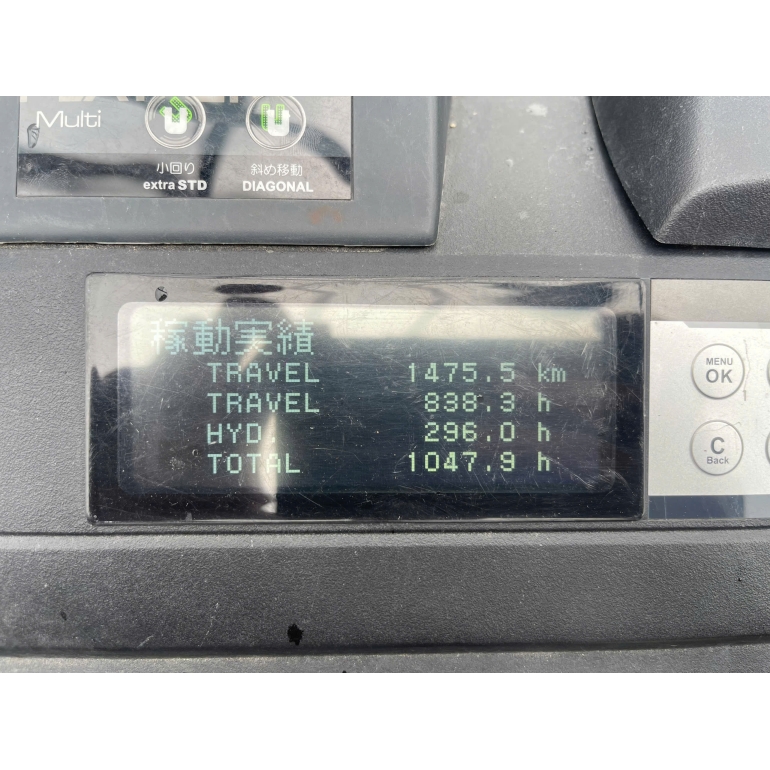 Multi
小回り
extra STD
斜め移動
DIAGONAL
稼動実績
TRAVEL 1475.5 km
TRAVEL 838.3 h
HYD. 296.0 h
TOTAL 1047.9 h
MENU
OK
C
Back